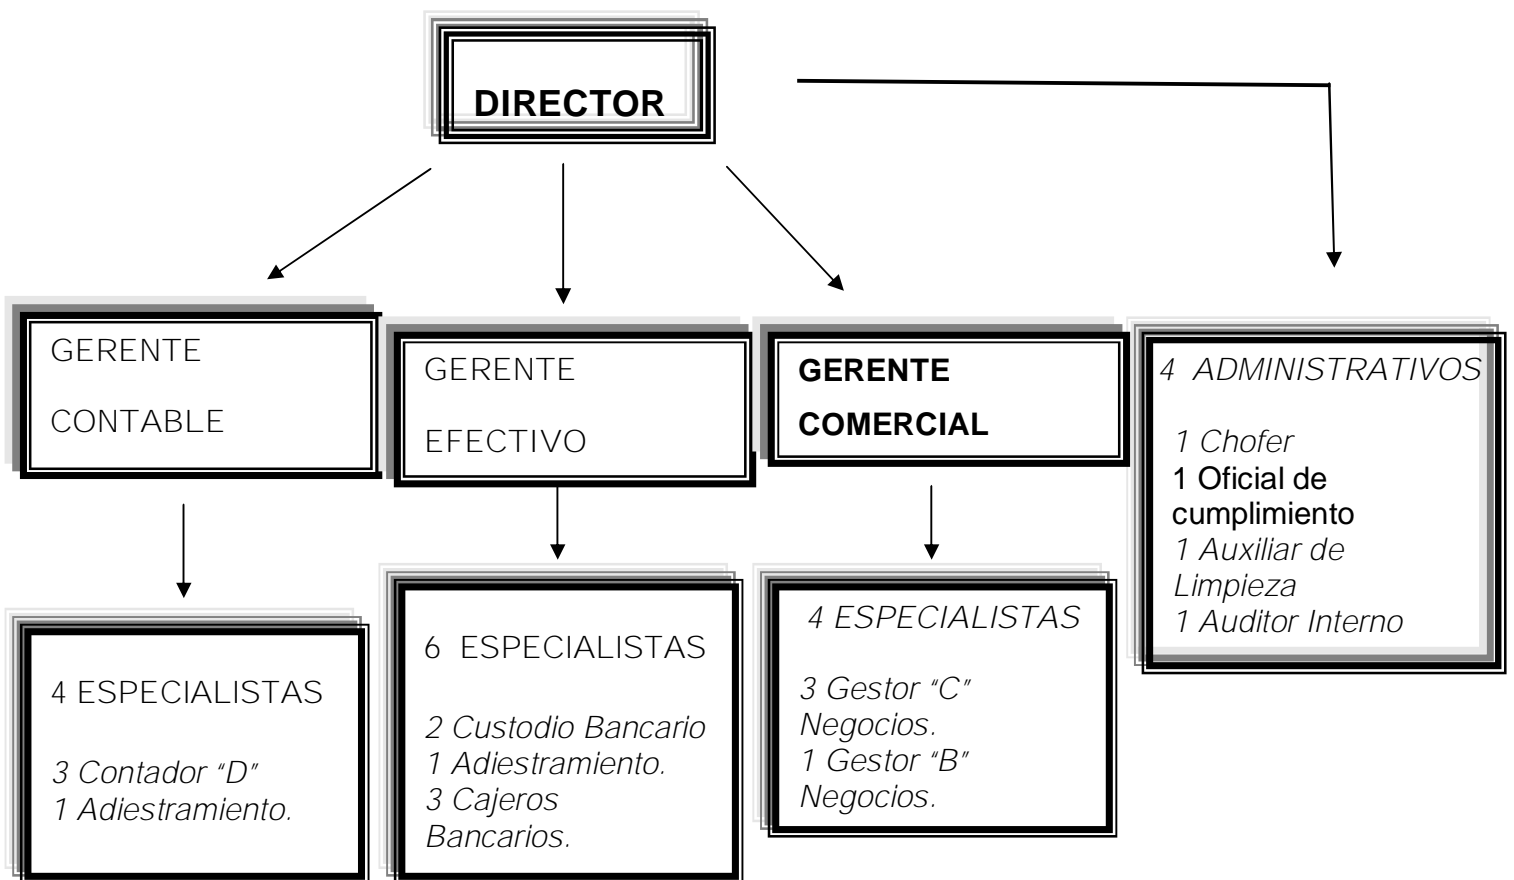 DIRECTOR
GERENTE
CONTABLE
GERENTE
EFECTIVO
GERENTE
COMERCIAL
4 ADMINISTRATIVOS
1 Chofer
1 Oficial de
cumplimiento
1 Auxiliar de
Limpieza
1 Auditor Interno
4 ESPECIALISTAS
3 Contador “D”
1 Adiestramiento.
6 ESPECIALISTAS
2 Custodio Bancario
1 Adiestramiento.
3 Cajeros
Bancarios.
4 ESPECIALISTAS
3 Gestor “C”
Negocios.
1 Gestor “B”
Negocios.